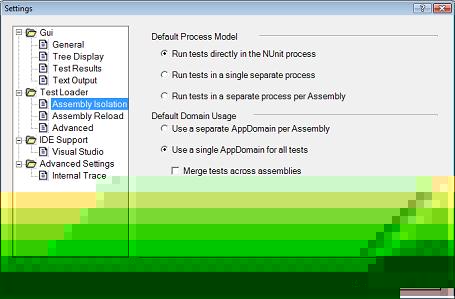 Settings
Gui
General
Tree Display
Test Results
Text Output
Test Loader
Assembly Isolation
Assembly Reload
Advanced
IDE Support
Visual Studio
Advanced Settings
Internal Trace
Default Process Model
Run tests directly in the NUnit process
Run tests in a single separate process
Run tests in a separate process per Assembly
Default Domain Usage
Use a separate AppDomain per Assembly
Use a single AppDomain for all tests
Merge tests across assemblies